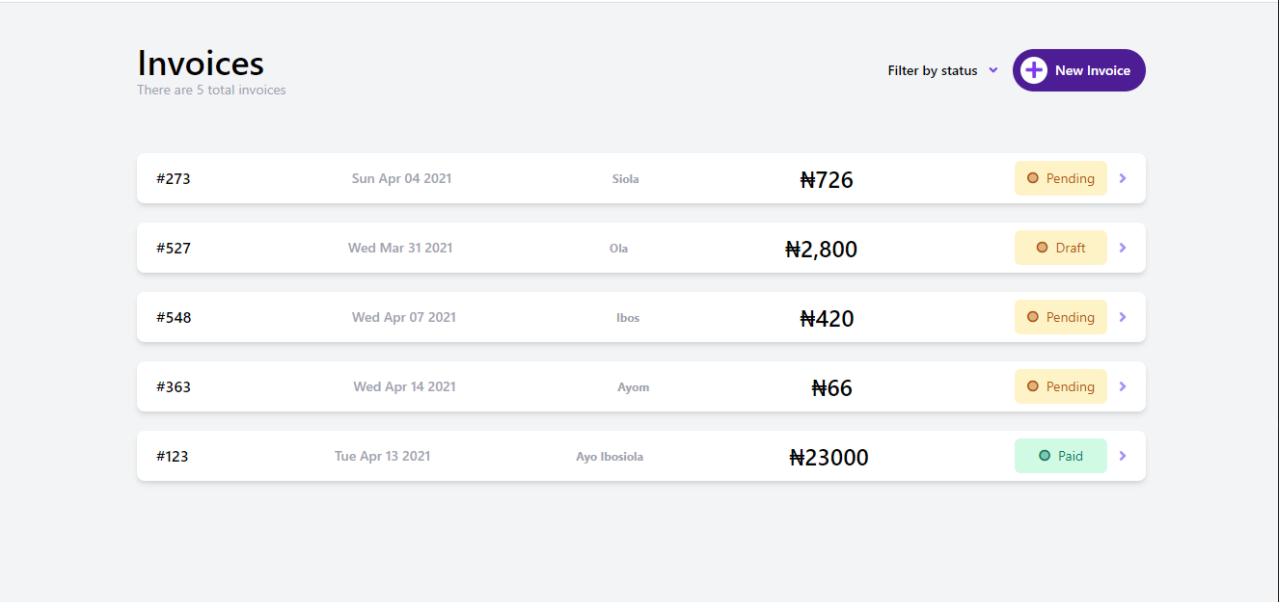 Invoices
There are 5 total invoices
Filter by status
New Invoice
#273 Sun Apr 04 2021 Siola ₦726 Pending
#527 Wed Mar 31 2021 Ola ₦2,800 Draft
#548 Wed Apr 07 2021 Ibos ₦420 Pending
#363 Wed Apr 14 2021 Ayom ₦66 Pending
#123 Tue Apr 13 2021 Ayo Ibosiola ₦23000 Paid